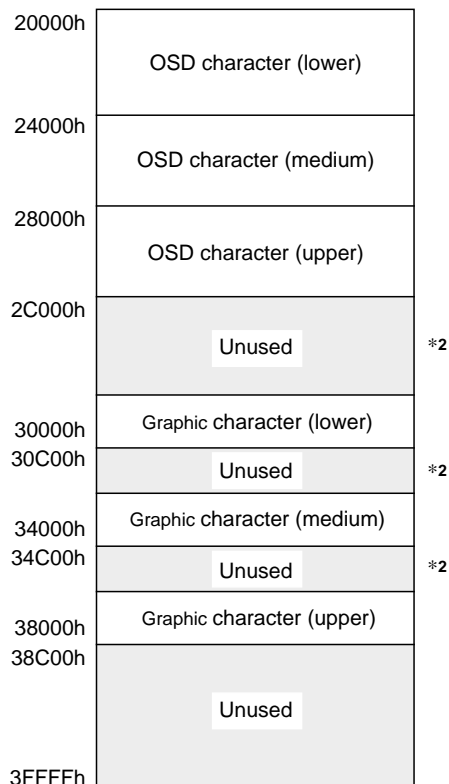 20000h
OSD character (lower)
24000h
OSD character (medium)
28000h
OSD character (upper)
2C000h
Unused *2
30000h Graphic character (lower)
30C00h
Unused *2
34000h Graphic character (medium)
34C00h
Unused *2
38000h Graphic character (upper)
38C00h
Unused
3FFFFh